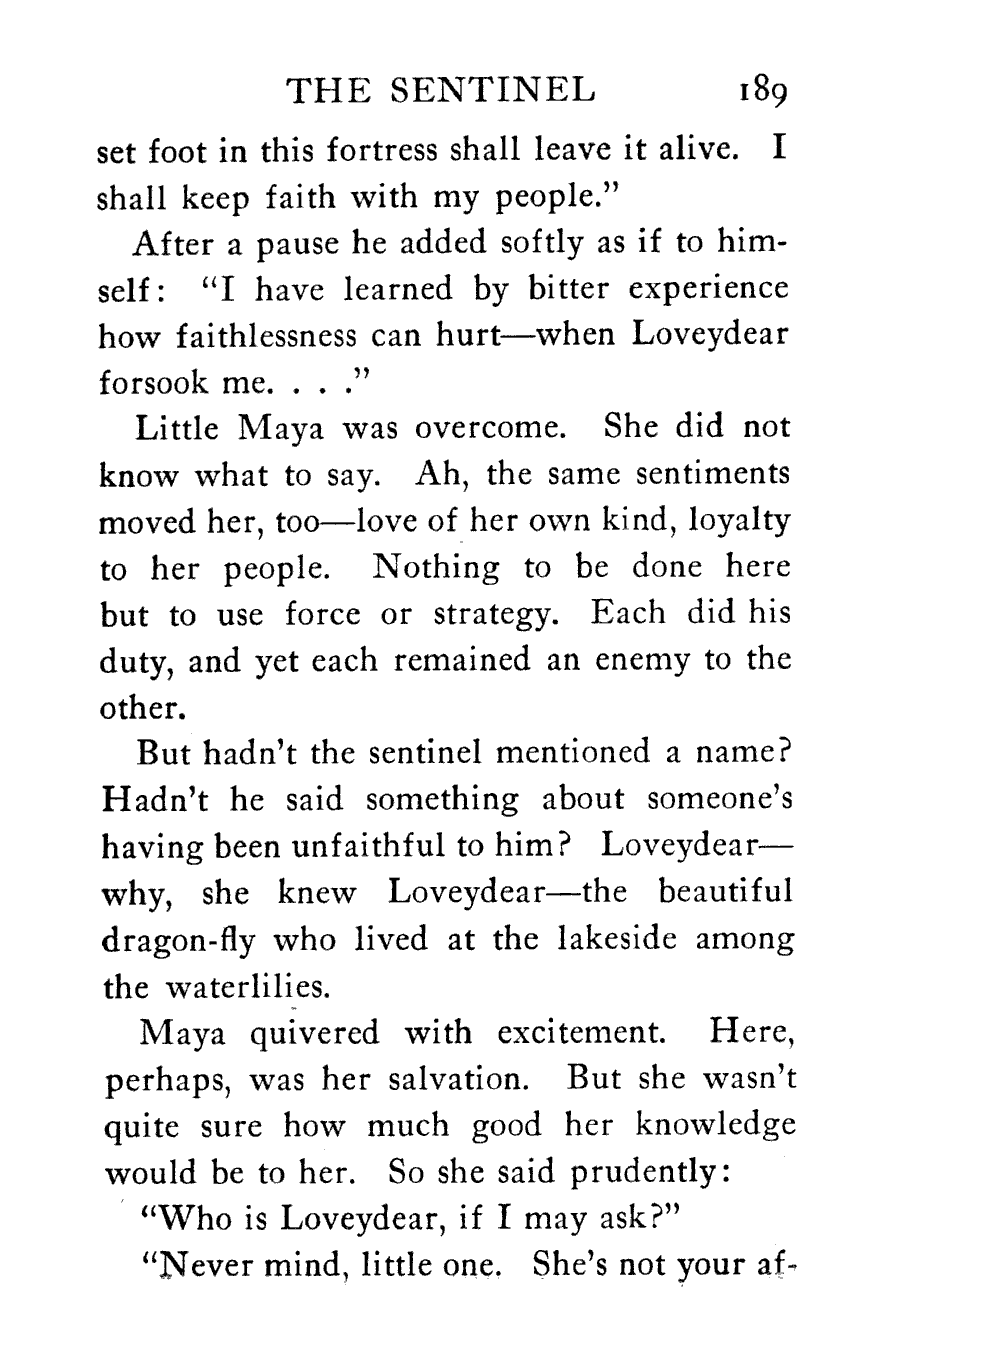 THE SENTINEL 189
set foot in this fortress shall leave it alive. I
shall keep faith with my people.”
After a pause he added softly as if to him-
self: “I have learned by bitter experience
how faithlessness can hurt—when Loveydear
forsook me. . . .”
Little Maya was overcome. She did not
know what to say. Ah, the same sentiments
moved her, too—love of her own kind, loyalty
to her people. Nothing to be done here
but to use force or strategy. Each did his
duty, and yet each remained an enemy to the
other.
But hadn’t the sentinel mentioned a name?
Hadn’t he said something about someone’s
having been unfaithful to him? Loveydear—
why, she knew Loveydear—the beautiful
dragon-fly who lived at the lakeside among
the waterlilies.
Maya quivered with excitement. Here,
perhaps, was her salvation. But she wasn’t
quite sure how much good her knowledge
would be to her. So she said prudently:
“Who is Loveydear, if I may ask?”
“Never mind, little one. She’s not your af-